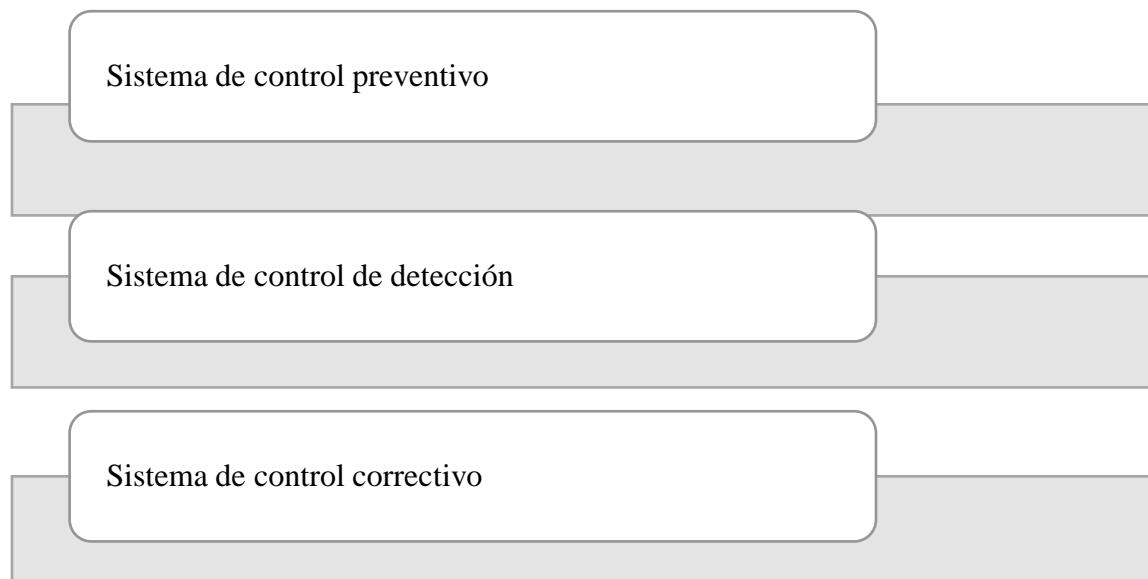 Sistema de control preventivo
Sistema de control de detección
Sistema de control correctivo